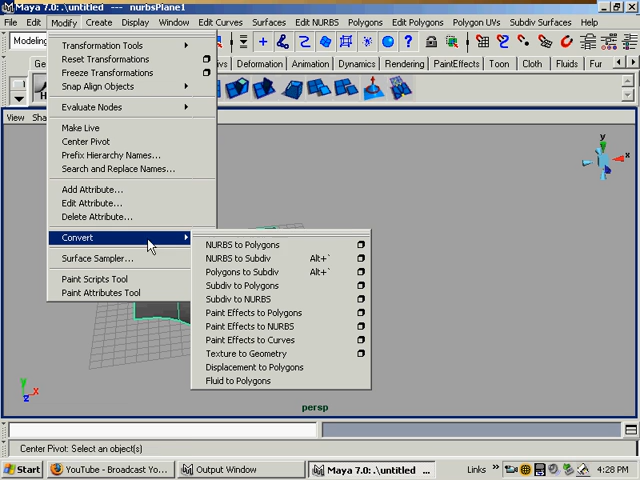 Maya 7.0: .\untitled --- nurbsPlane1
File Edit Modify Create Display Window Edit Curves Surfaces Edit NURBS Polygons Edit Polygons Polygon UVs Subdiv Surfaces Help
Modeling
Transformation Tools
Reset Transformations
Freeze Transformations
Snap Align Objects
Evaluate Nodes
Make Live
Center Pivot
Prefix Hierarchy Names...
Search and Replace Names...
Add Attribute...
Edit Attribute...
Delete Attribute...
Convert
Surface Sampler...
Paint Scripts Tool
Paint Attributes Tool
Deformation Animation Dynamics Rendering PaintEffects Toon Cloth Fluids Fur
View Sha
NURBS to Polygons
NURBS to Subdiv Alt+`
Polygons to Subdiv Alt+`
Subdiv to Polygons
Subdiv to NURBS
Paint Effects to Polygons
Paint Effects to NURBS
Paint Effects to Curves
Texture to Geometry
Displacement to Polygons
Fluid to Polygons
y
x
z
x
persp
Center Pivot: Select an object(s)
Start YouTube - Broadcast Yo... Output Window Maya 7.0: .\untitled --... Links » 4:28 PM